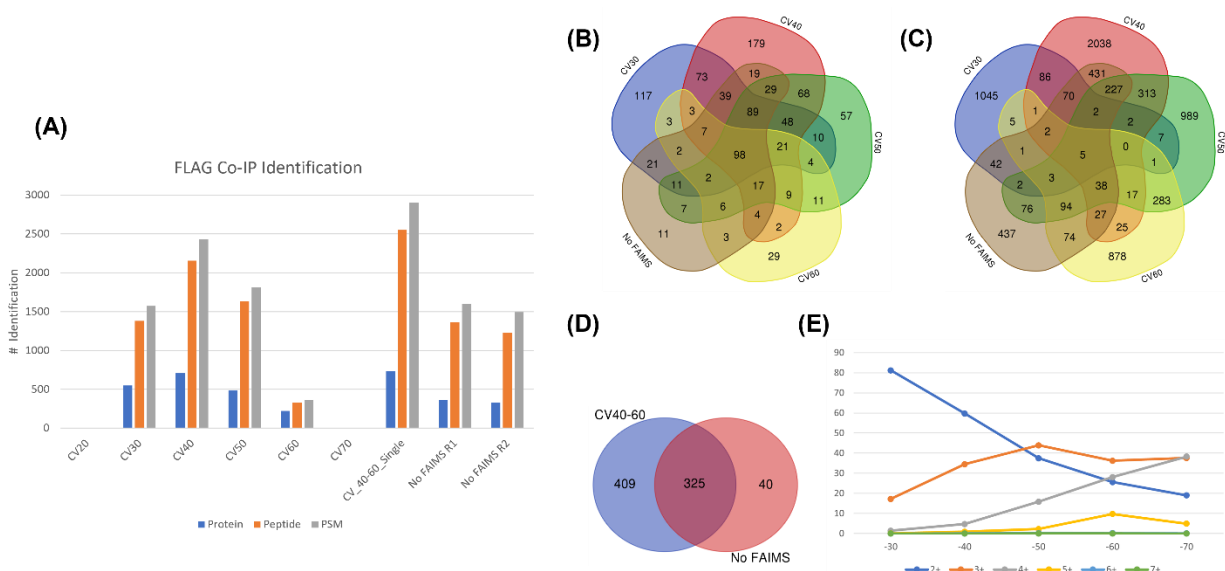 (A)
FLAG Co-IP Identification
# Identification
3000
2500
2000
1500
1000
500
0
CV20
CV30
CV40
CV50
CV60
CV70
CV_40-60_Single
No FAIMS R1
No FAIMS R2
Protein Peptide PSM
(B)
CV40
CV30
CV50
CV60
No FAIMS
179
73 19
117 39 29 68 57
89
3 3 48
7 10
2 98 21 4
21
2
11 17 9
7 6 11
4
11 3 2
29
(C)
CV40
CV30
CV50
CV60
No FAIMS
2038
86 431
1045 70 227 313 989
2
5 1 2
2 7
1 5 0 1
42
3
2 38 17
76 94 283
27
437 74 25
878
(D)
CV40-60
409 325 40
No FAIMS
(E)
90
80
70
60
50
40
30
20
10
0
-30 -40 -50 -60 -70
2+ 3+ 4+ 5+ 6+ 7+